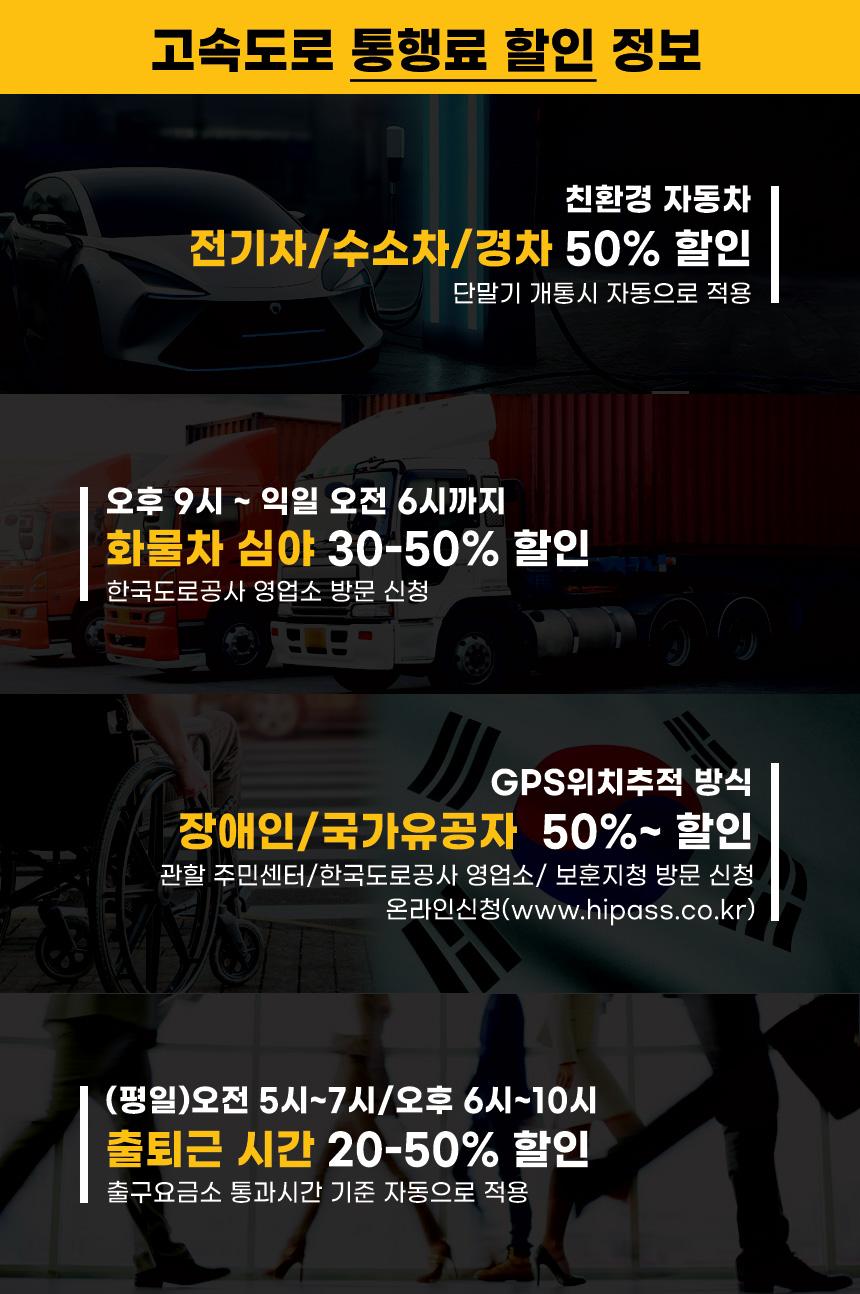 고속도로 통행료 할인 정보
친환경 자동차
전기차/수소차/경차 50% 할인
단말기 개통시 자동으로 적용
오후 9시 ~ 익일 오전 6시까지
화물차 심야 30-50% 할인
한국도로공사 영업소 방문 신청
GPS위치추적 방식
장애인/국가유공자 50%~ 할인
관할 주민센터/한국도로공사 영업소/ 보훈지청 방문 신청
온라인신청(www.hipass.co.kr)
(평일)오전 5시~7시/오후 6시~10시
출퇴근 시간 20-50% 할인
출구요금소 통과시간 기준 자동으로 적용